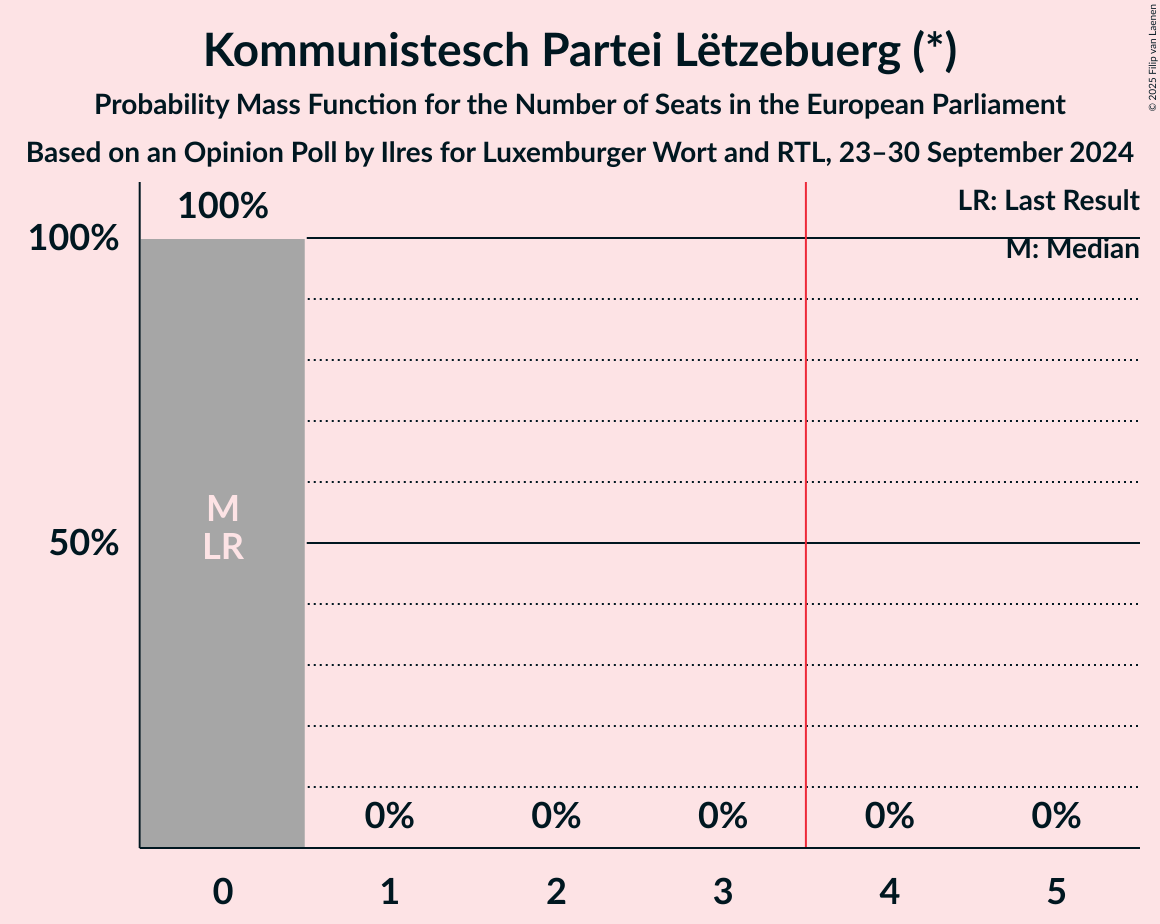 Kommunistesch Partei Lëtzebuerg (*)
Probability Mass Function for the Number of Seats in the European Parliament
Based on an Opinion Poll by Ilres for Luxemburger Wort and RTL, 23–30 September 2024
© 2025 Filip van Laenen
LR: Last Result
M: Median
100%
100%
50%
M
LR
0% 0% 0% 0% 0%
0 1 2 3 4 5